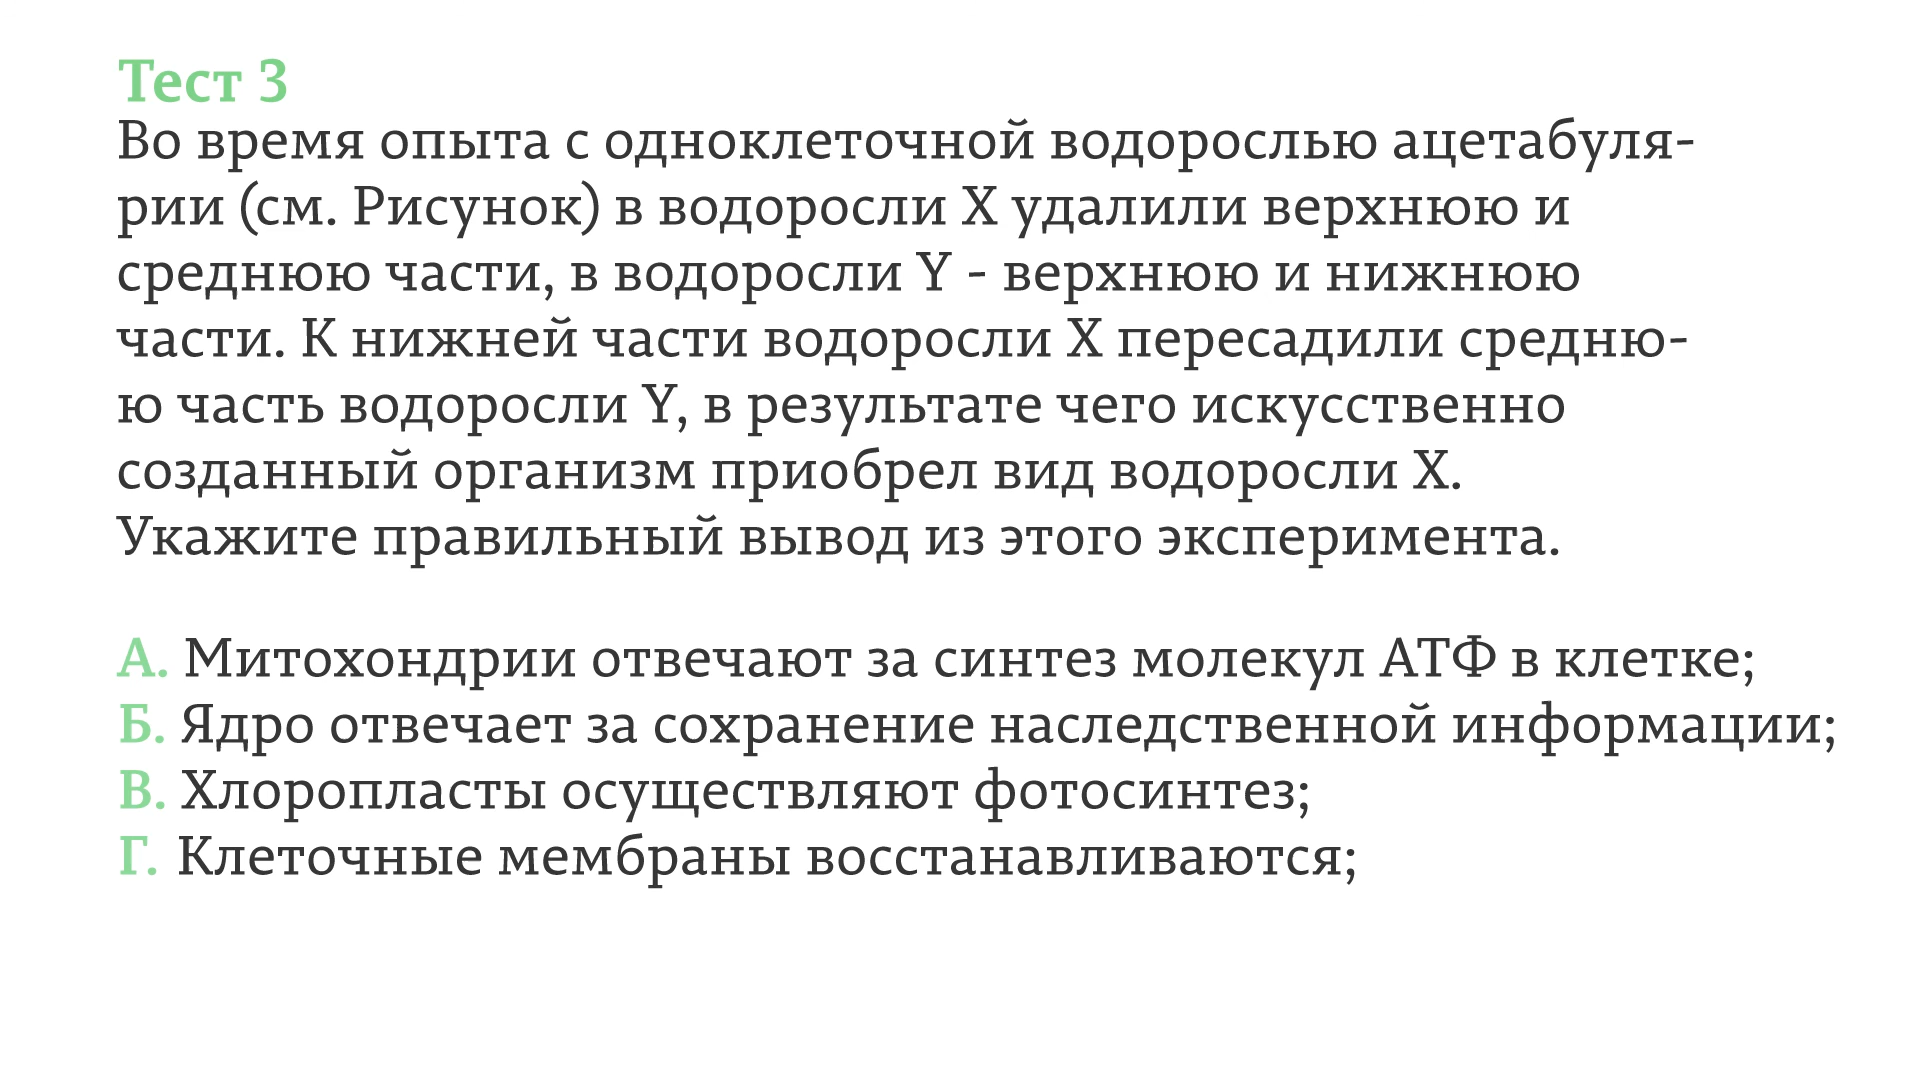 Тест 3
Во время опыта с одноклеточной водорослью ацетабуля-
рии (см. Рисунок) в водоросли X удалили верхнюю и
среднюю части, в водоросли Y - верхнюю и нижнюю
части. К нижней части водоросли X пересадили средню-
ю часть водоросли Y, в результате чего искусственно
созданный организм приобрел вид водоросли X.
Укажите правильный вывод из этого эксперимента.
А. Митохондрии отвечают за синтез молекул АТФ в клетке;
Б. Ядро отвечает за сохранение наследственной информации;
В. Хлоропласты осуществляют фотосинтез;
Г. Клеточные мембраны восстанавливаются;